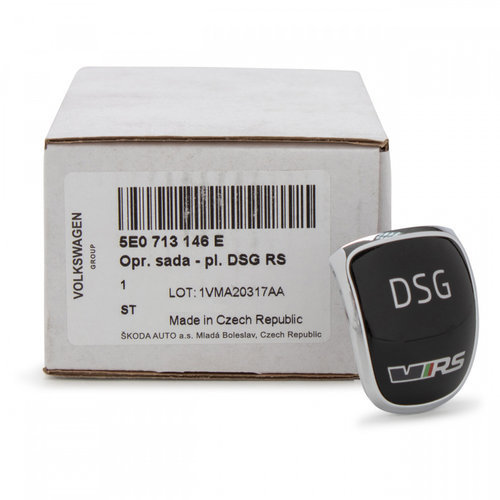 VOLKSWAGEN
GROUP
5E0 713 146 E
Opr. sada - pl. DSG RS
1
LOT: 1VMA20317AA
ST
Made in Czech Republic
ŠKODA AUTO a.s. Mladá Boleslav, Czech Republic
DSG
VRS